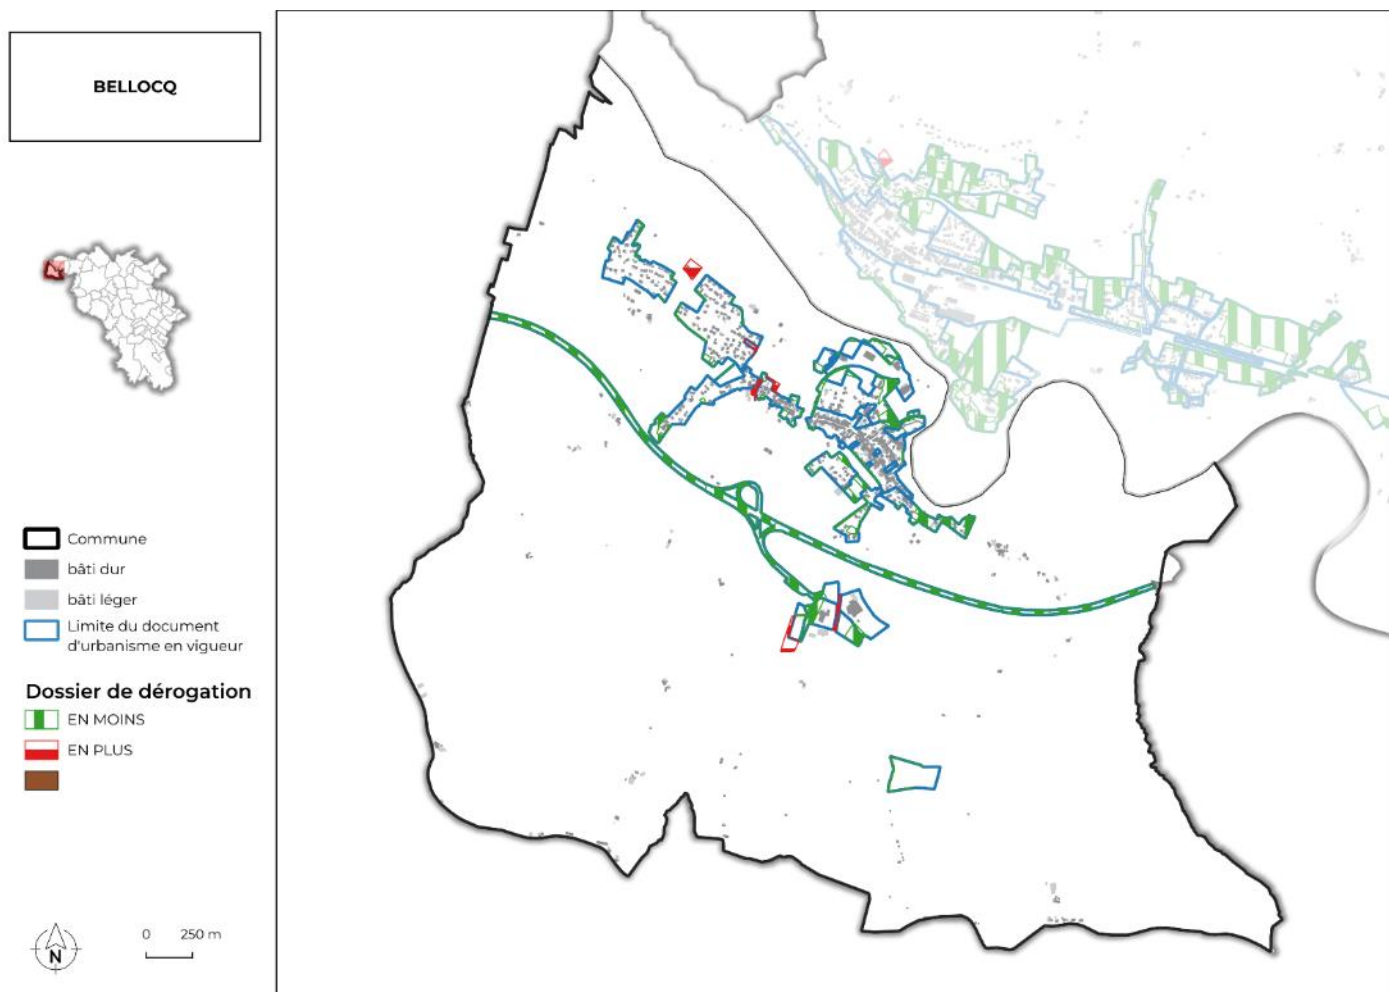 BELLOCQ
Commune
bâti dur
bâti léger
Limite du document
d'urbanisme en vigueur
Dossier de dérogation
EN MOINS
EN PLUS
N
0 250 m